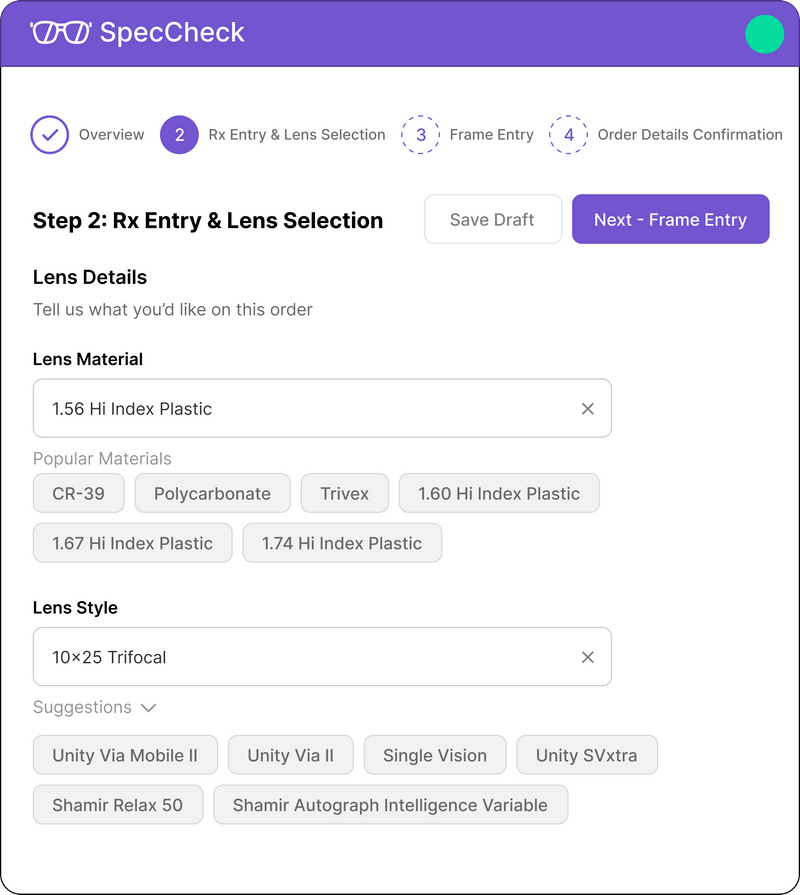 SpecCheck
Overview 2 Rx Entry & Lens Selection 3 Frame Entry 4 Order Details Confirmation
Step 2: Rx Entry & Lens Selection Save Draft Next - Frame Entry
Lens Details
Tell us what you’d like on this order
Lens Material
1.56 Hi Index Plastic
Popular Materials
CR-39 Polycarbonate Trivex 1.60 Hi Index Plastic
1.67 Hi Index Plastic 1.74 Hi Index Plastic
Lens Style
10×25 Trifocal
Suggestions
Unity Via Mobile II Unity Via II Single Vision Unity SVxtra
Shamir Relax 50 Shamir Autograph Intelligence Variable